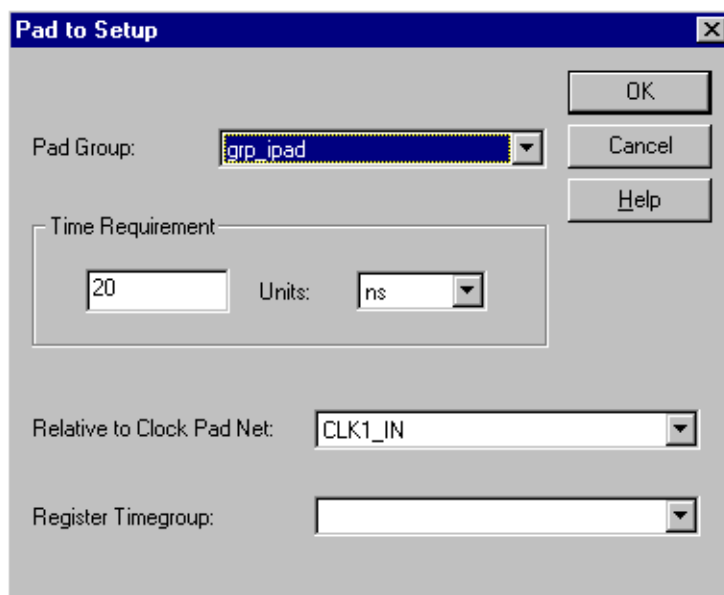 Pad to Setup
OK
Pad Group: grp_ipad
Cancel
Help
Time Requirement
20 Units: ns
Relative to Clock Pad Net: CLK1_IN
Register Timegroup: